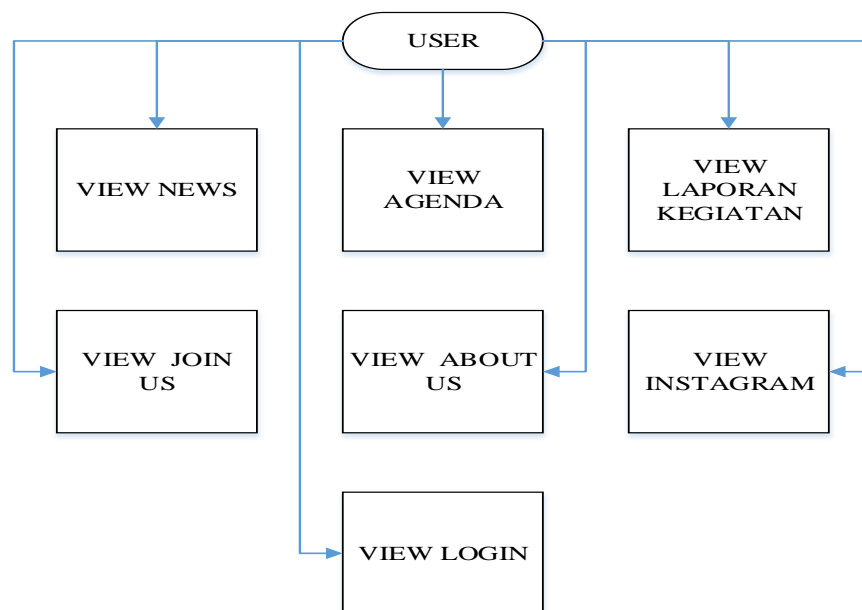 USER
VIEW NEWS
VIEW
AGENDA
VIEW
LAPORAN
KEGIATAN
VIEW  JOIN
US
VIEW  ABOUT
US
VIEW
INSTAGRAM
VIEW LOGIN